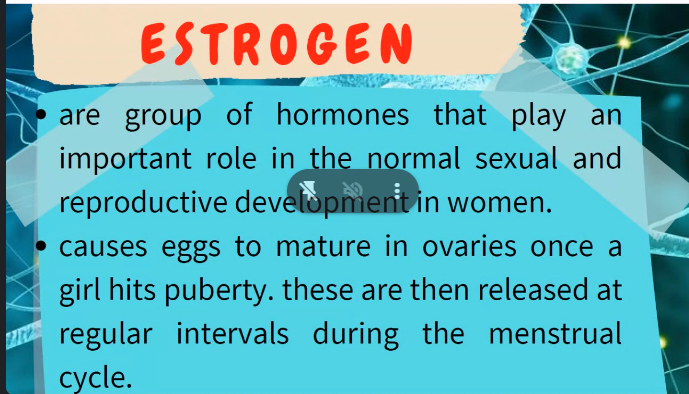 ESTROGEN
• are group of hormones that play an
important role in the normal sexual and
reproductive development in women.
• causes eggs to mature in ovaries once a
girl hits puberty. these are then released at
regular intervals during the menstrual
cycle.